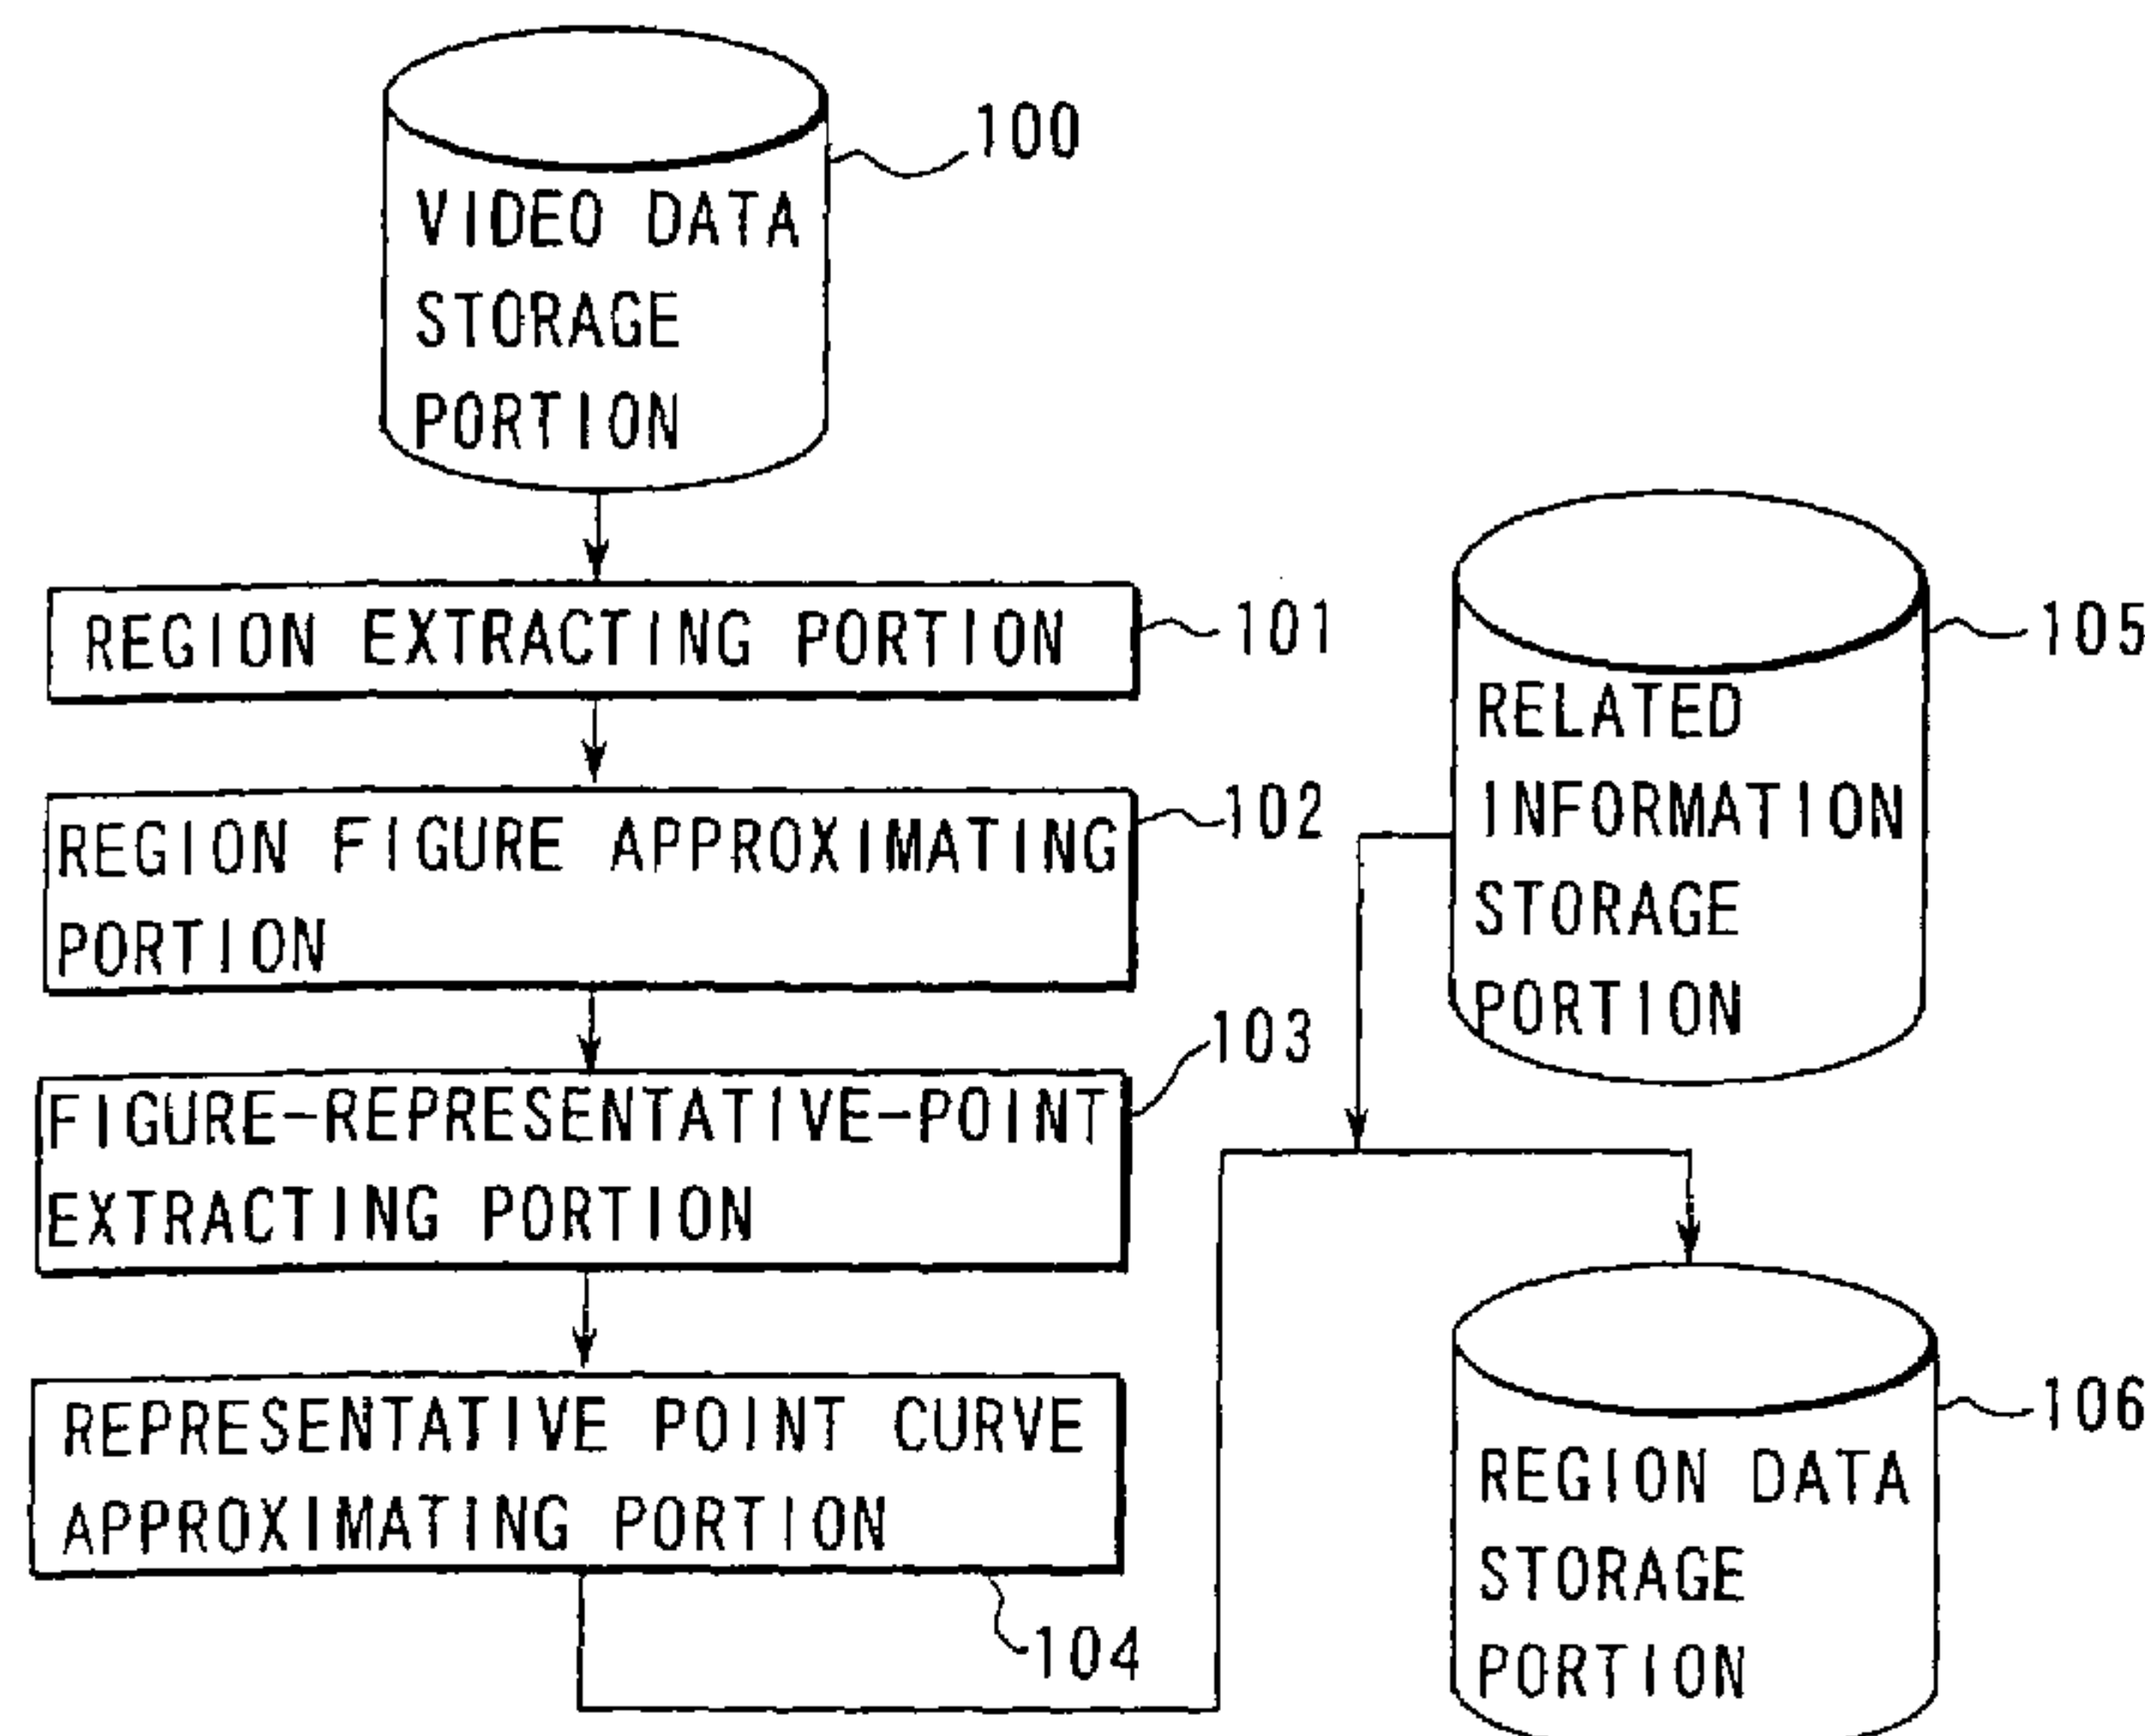 100
VIDEO DATA
STORAGE
PORTION
REGION EXTRACTING PORTION
101
REGION FIGURE APPROXIMATING
PORTION
102
FIGURE-REPRESENTATIVE-POINT
EXTRACTING PORTION
103
REPRESENTATIVE POINT CURVE
APPROXIMATING PORTION
104
105
RELATED
INFORMATION
STORAGE
PORTION
106
REGION DATA
STORAGE
PORTION